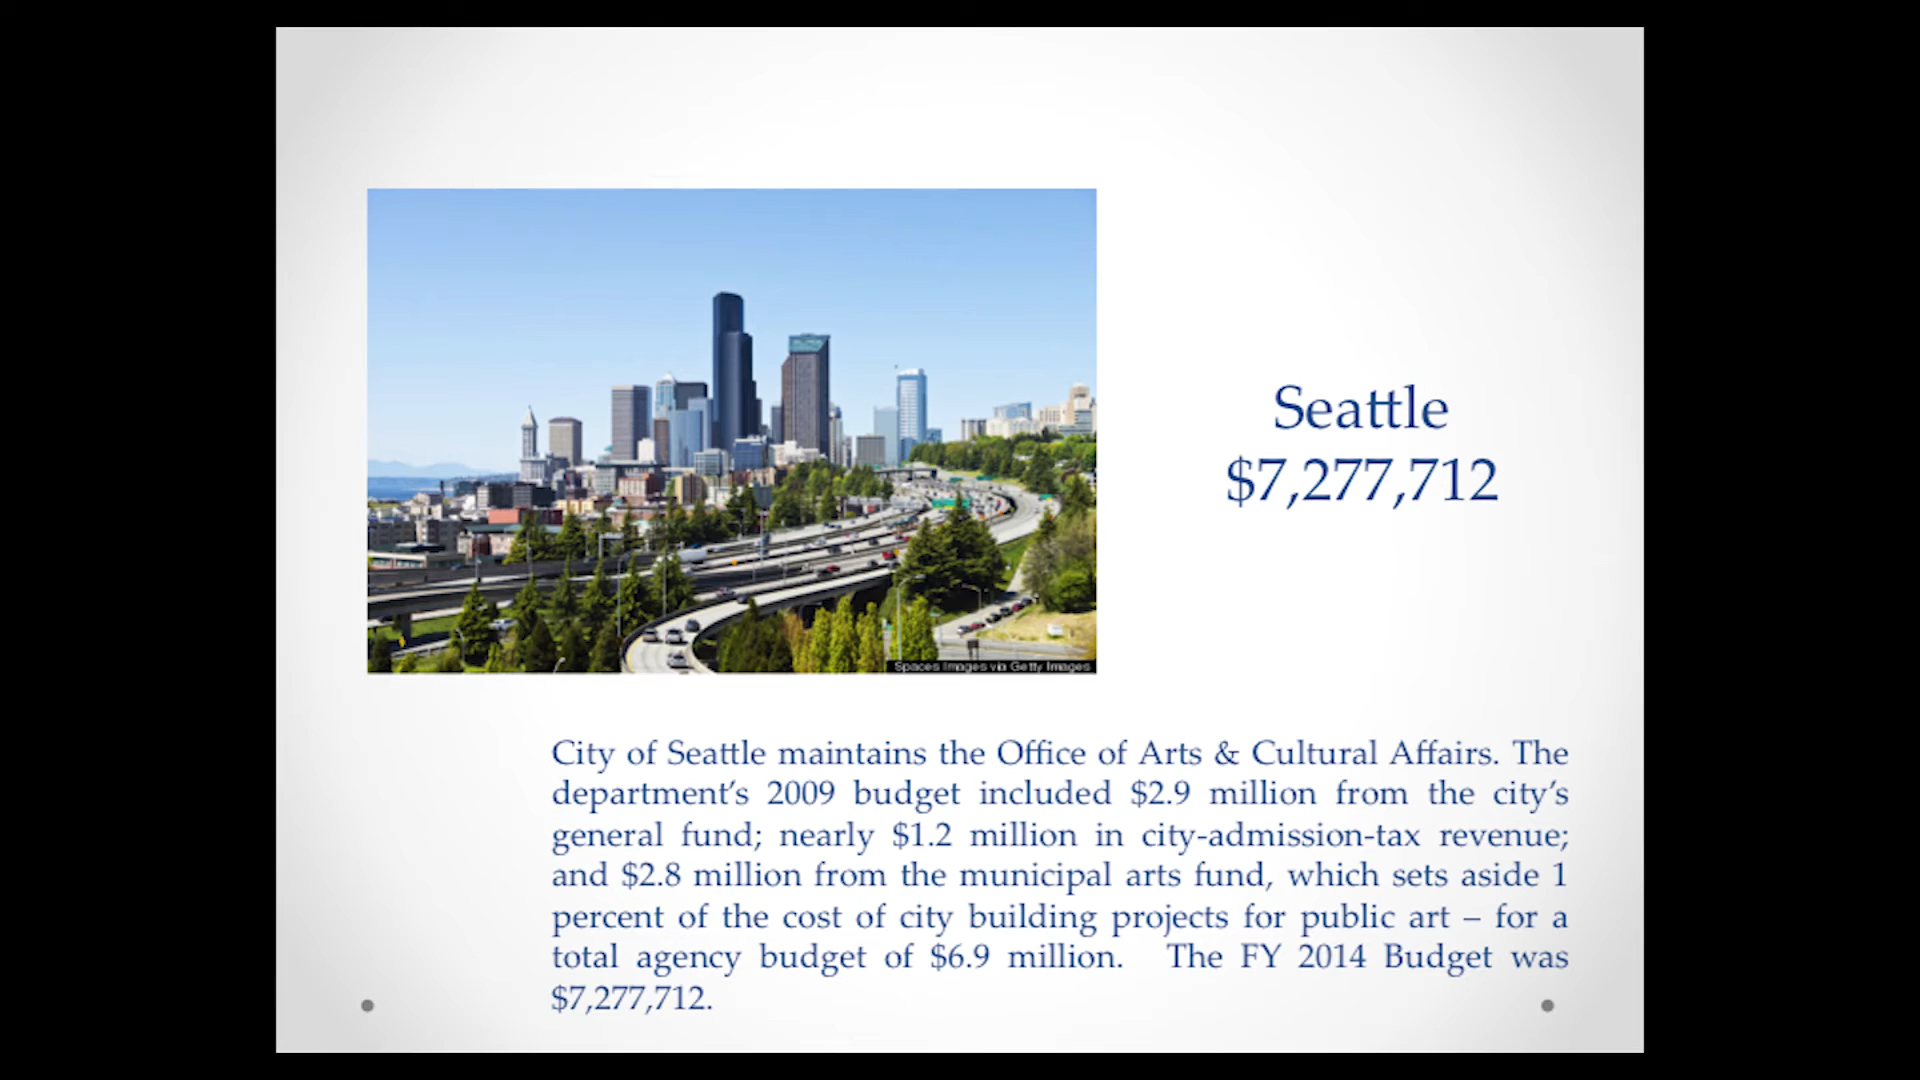 Seattle
$7,277,712
Spaces Images via Getty Images
City of Seattle maintains the Office of Arts & Cultural Affairs. The
department's 2009 budget included $2.9 million from the city's
general fund; nearly $1.2 million in city-admission-tax revenue;
and $2.8 million from the municipal arts fund, which sets aside 1
percent of the cost of city building projects for public art – for a
total agency budget of $6.9 million. The FY 2014 Budget was
$7,277,712.